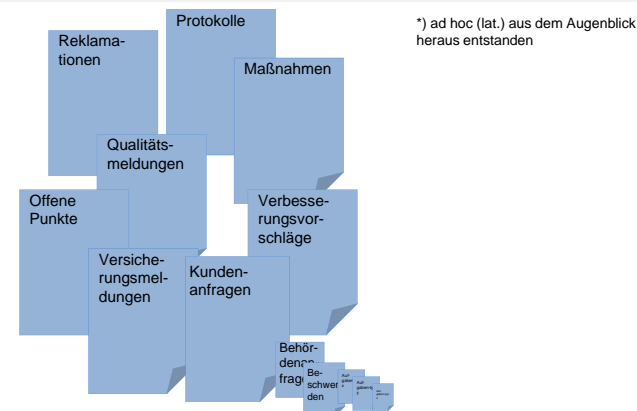 Protokolle
*) ad hoc (lat.) aus dem Augenblick
heraus entstanden
Reklama-
tionen
Maßnahmen
Qualitäts-
meldungen
Offene
Punkte
Verbesse-
rungsvor-
schläge
Versiche-
rungsmel-
dungen
Kunden-
anfragen
Behör-
denan-
frage
Be-
schwer
den